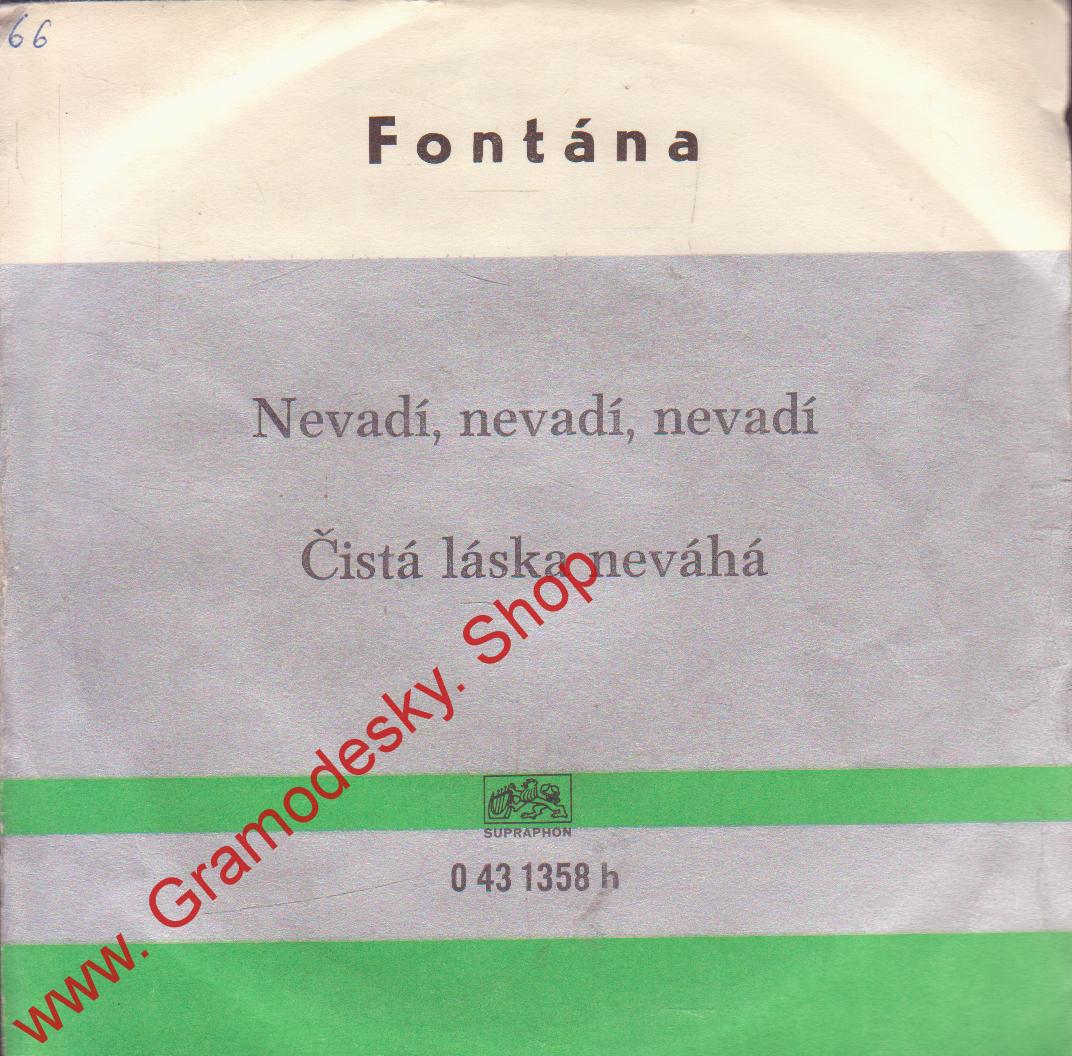 66
Fontána
Nevadí, nevadí, nevadí
Čistá láska neváhá
SUPRAPHON
0 43 1358 h
www. Gramodesky. Shop